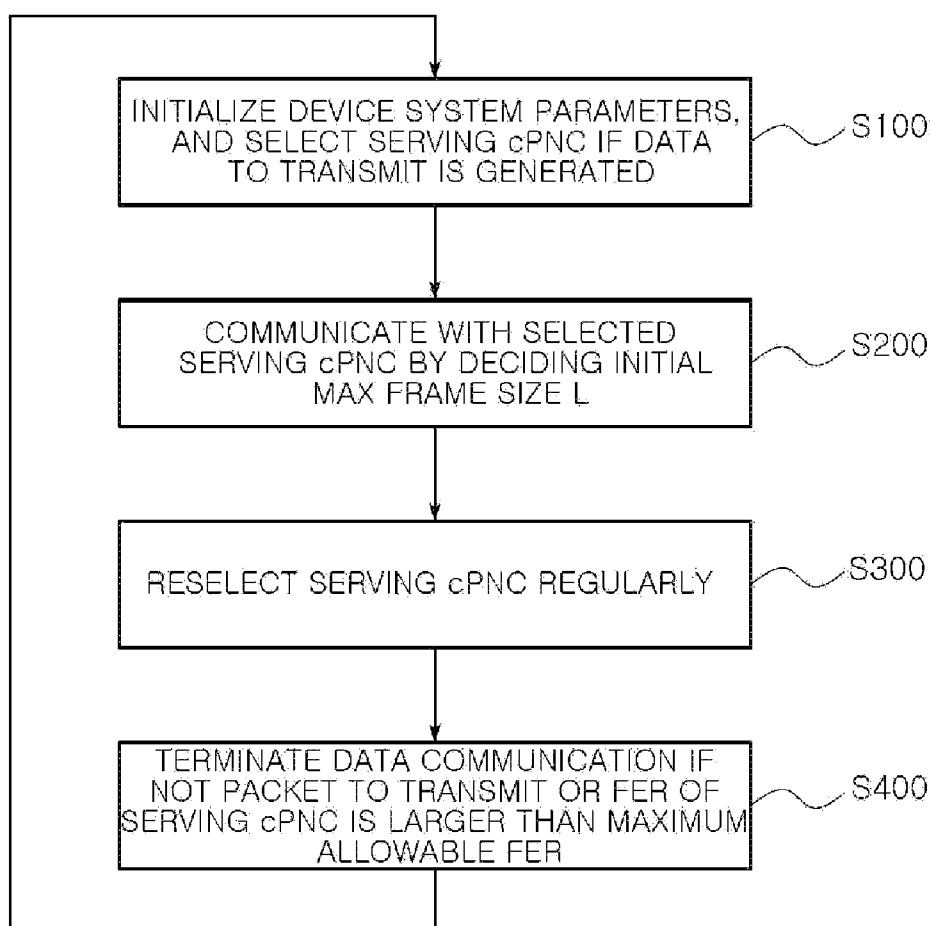 INITIALIZE DEVICE SYSTEM PARAMETERS,
AND SELECT SERVING cPNC IF DATA
TO TRANSMIT IS GENERATED
S100
COMMUNICATE WITH SELECTED
SERVING cPNC BY DECIDING INITIAL
MAX FRAME SIZE L
S200
RESELECT SERVING cPNC REGULARLY
S300
TERMINATE DATA COMMUNICATION IF
NOT PACKET TO TRANSMIT OR FER OF
SERVING cPNC IS LARGER THAN MAXIMUM
ALLOWABLE FER
S400